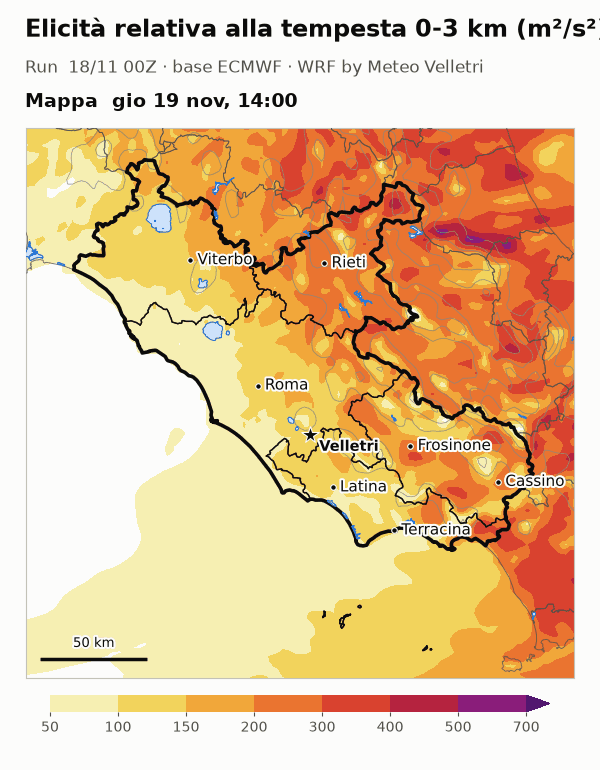 Elicità relativa alla tempesta 0-3 km (m²/s²)
Run  18/11 00Z · base ECMWF · WRF by Meteo Velletri
Mappa  gio 19 nov, 14:00
Viterbo
Rieti
Roma
Velletri
Frosinone
Cassino
Latina
Terracina
50 km
50 100 150 200 300 400 500 700